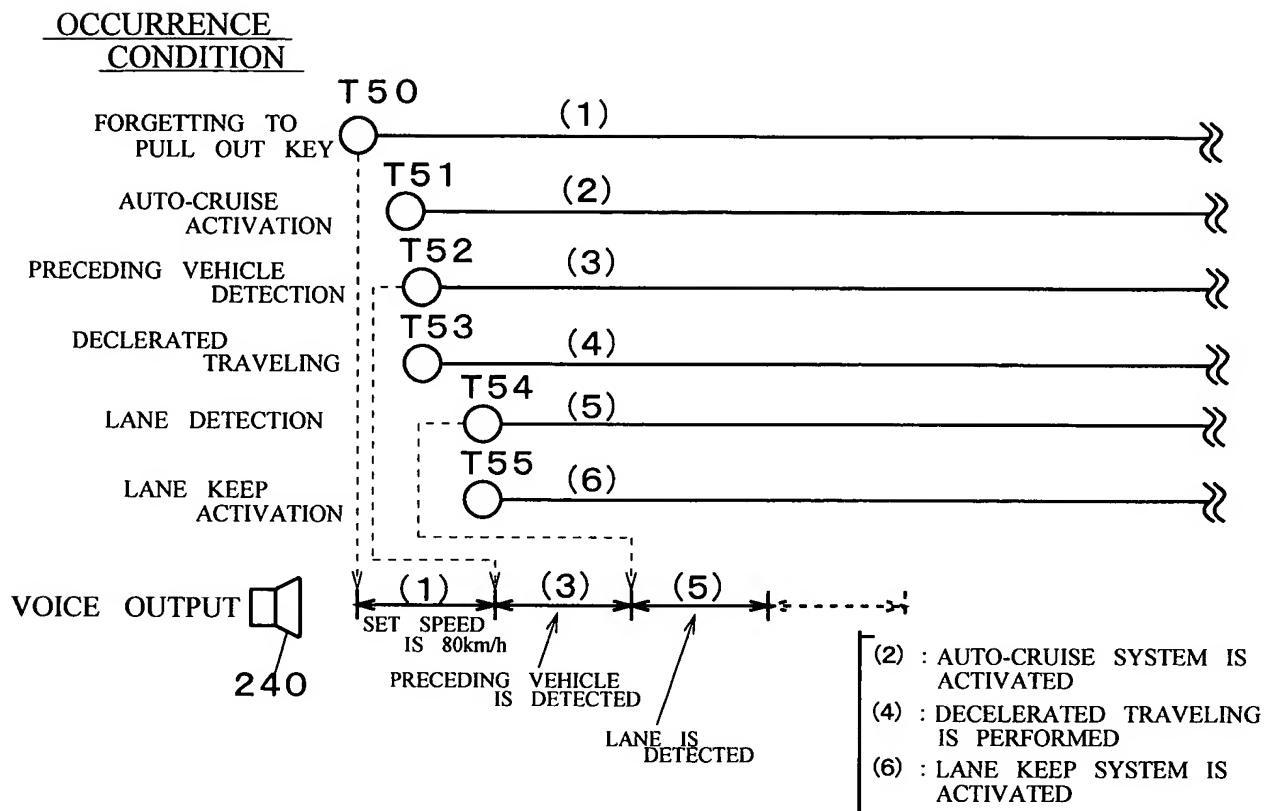 OCCURRENCE
CONDITION
T50
(1)
FORGETTING TO
PULL OUT KEY
T51
(2)
AUTO-CRUISE
ACTIVATION
T52
(3)
PRECEDING VEHICLE
DETECTION
T53
(4)
DECLERATED
TRAVELING
T54
(5)
LANE DETECTION
T55
(6)
LANE KEEP
ACTIVATION
VOICE OUTPUT
240
(1)
(3)
(5)
SET SPEED
IS 80km/h
PRECEDING VEHICLE
IS DETECTED
LANE IS
DETECTED
(2) : AUTO-CRUISE SYSTEM IS
ACTIVATED
(4) : DECELERATED TRAVELING
IS PERFORMED
(6) : LANE KEEP SYSTEM IS
ACTIVATED